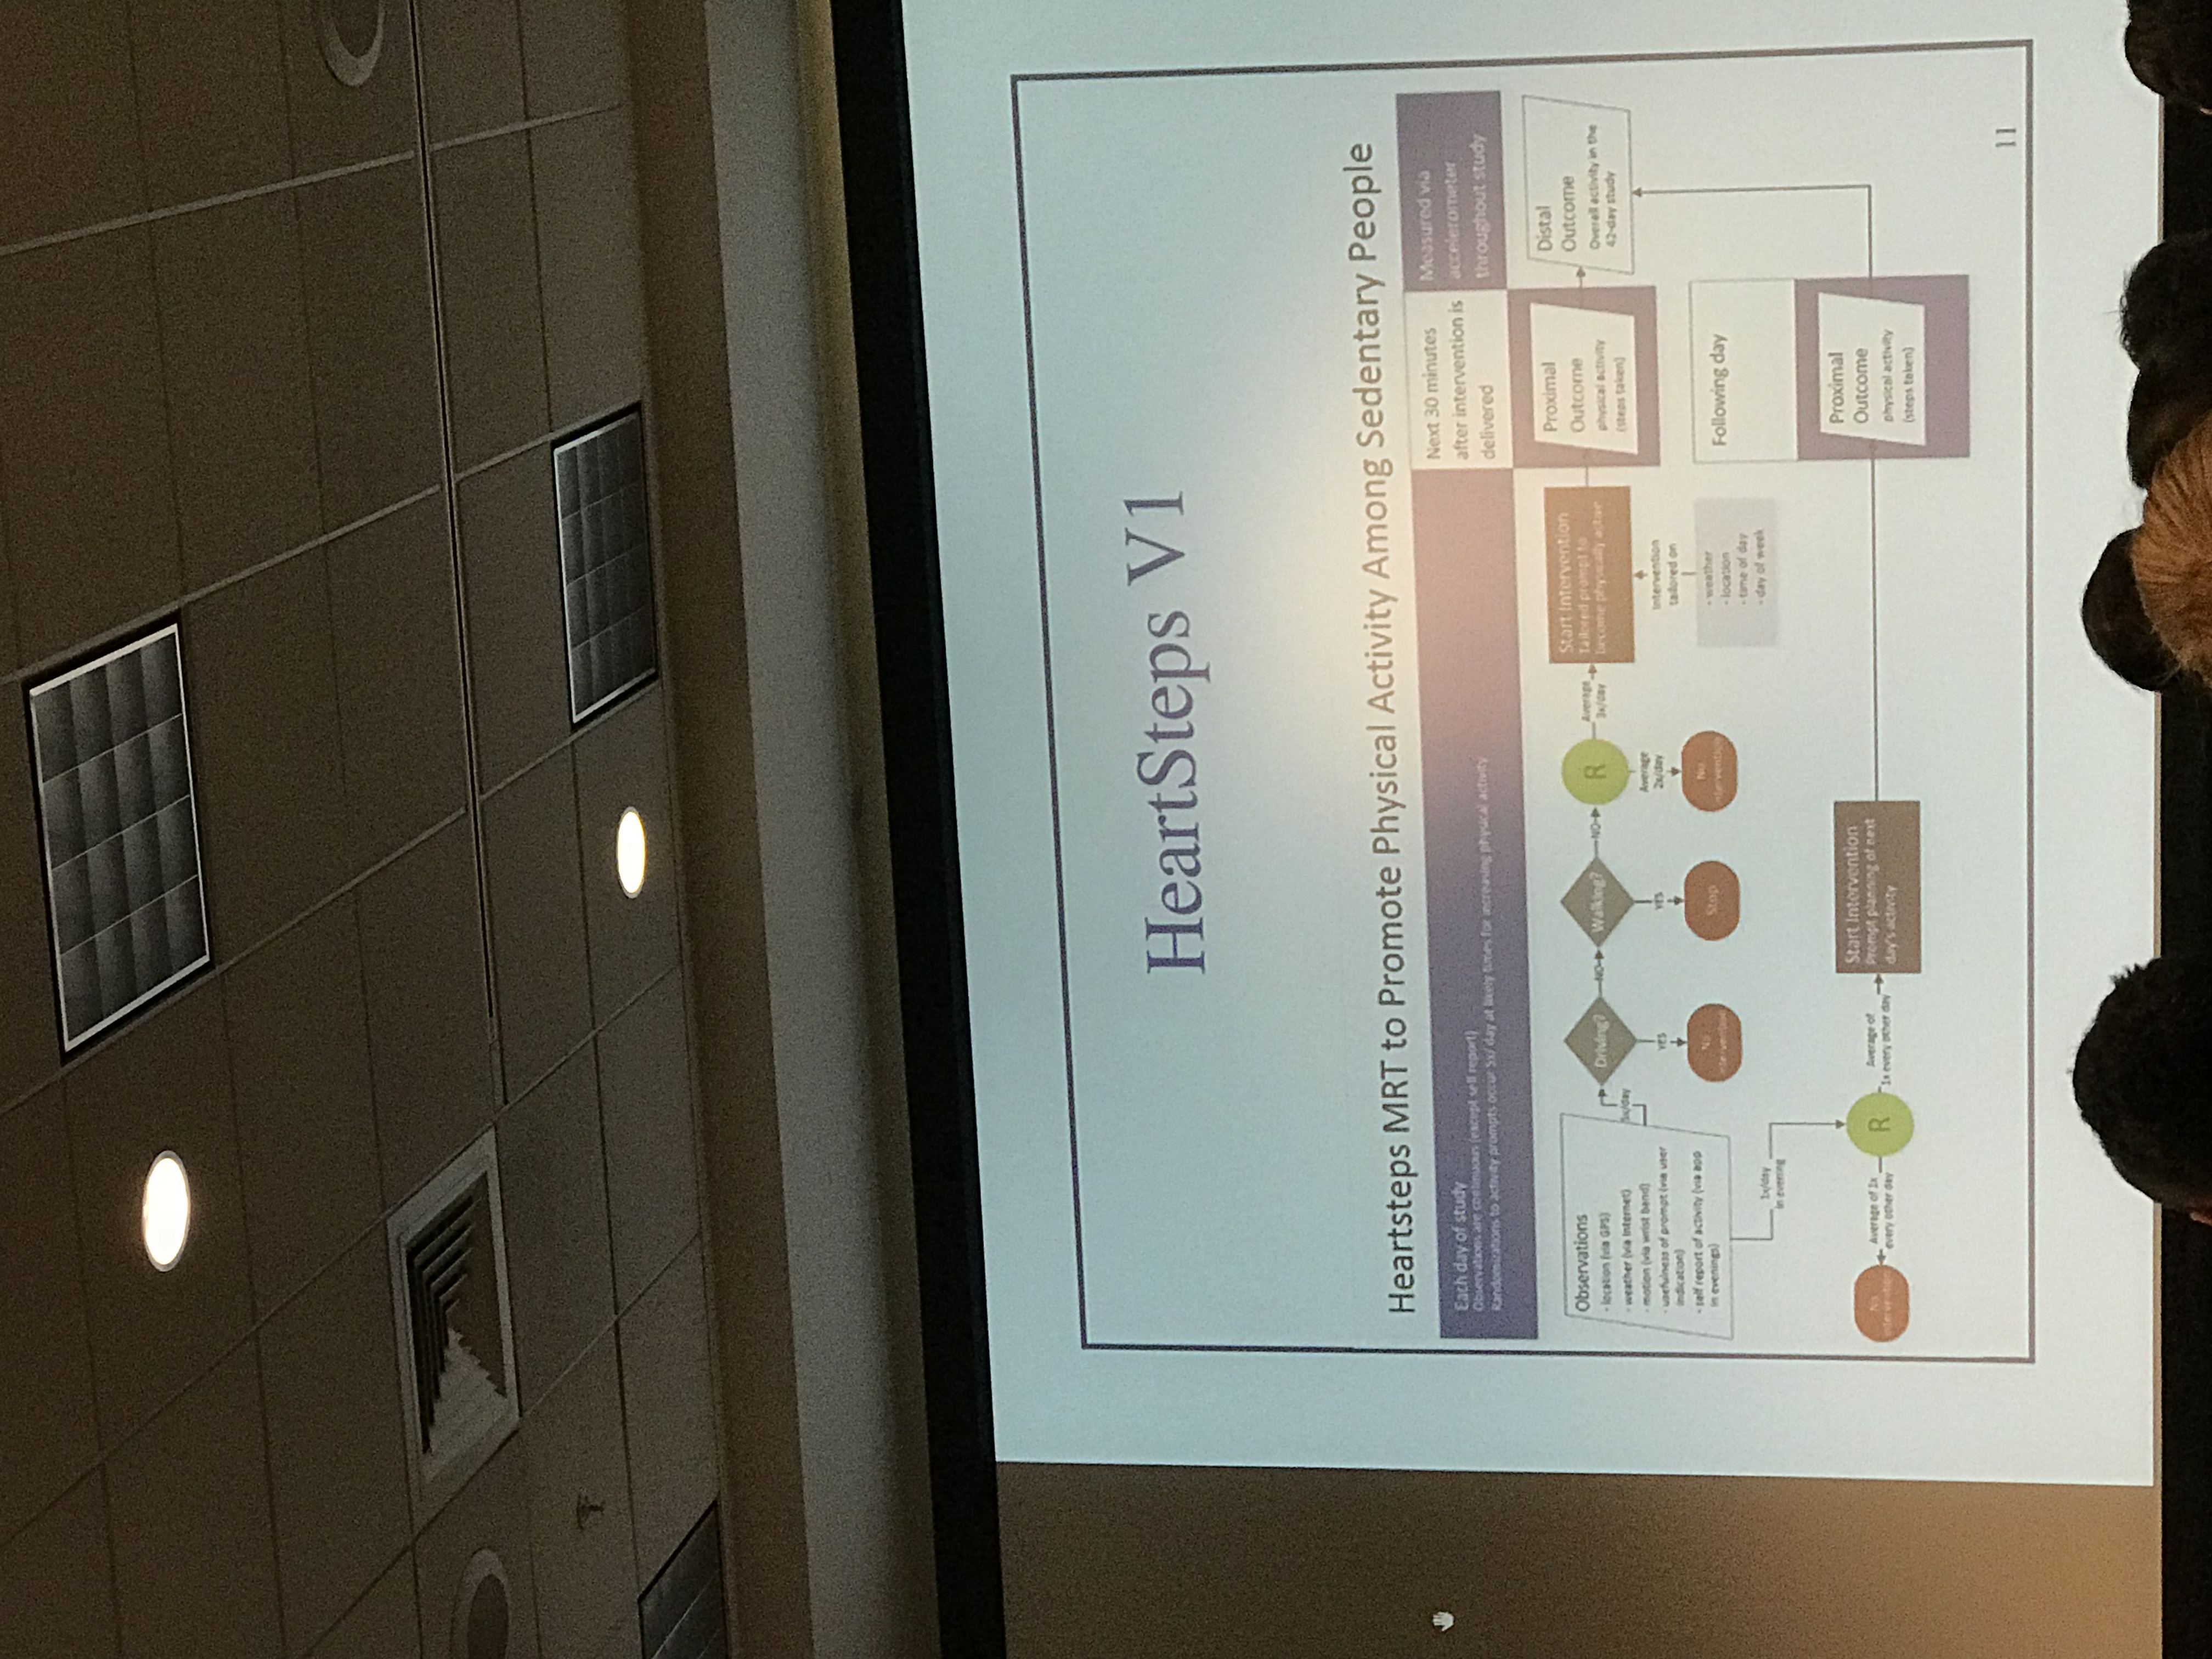 HeartSteps V1
Heartsteps MRT to Promote Physical Activity Among Sedentary People
Each day of study
Observations are continuous (except self report)
Randomizations to activity prompts occur 5x/ day at likely times for increasing physical activity
Next 30 minutes
after intervention is
delivered
Measured via
accelerometer
throughout study
Observations
- location (via GPS)
- weather (via Internet)
- motion (via wrist band)
- usefulness of prompt (via user
indication)
- self report of activity (via app
in evenings)
5x/day
Driving?
NO
Walking?
NO
R
Average
3x/day
Start Intervention
Tailored prompt to
become physically active
Proximal
Outcome
physical activity
(steps taken)
Distal
Outcome
Overall activity in the
42-day study
YES
No
intervention
YES
Stop
Average
2x/day
No
intervention
Intervention
tailored on
- weather
- location
- time of day
- day of week
Following day
1x/day
in evening
No
intervention
Average of 1x
every other day
R
Average of
1x every other day
Start Intervention
Prompt planning of next
day's activity
Proximal
Outcome
physical activity
(steps taken)
11